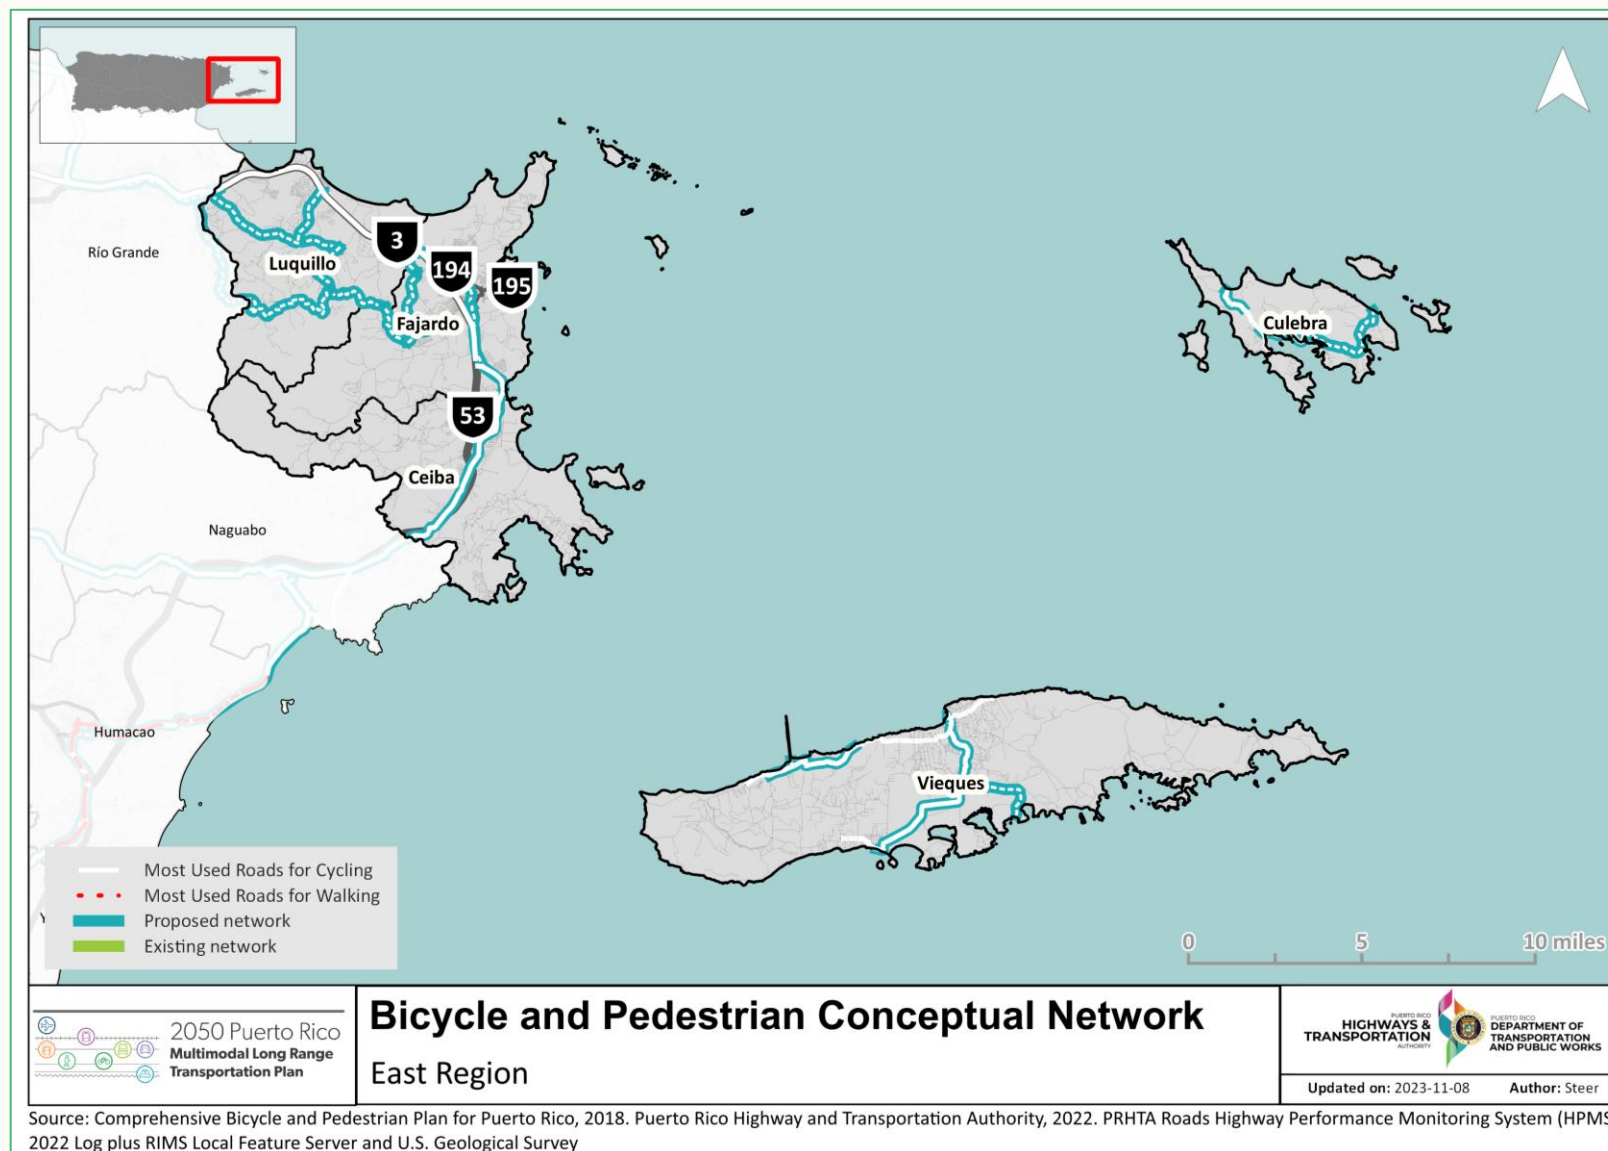 Río Grande
3
194
195
Luquillo
Fajardo
Culebra
53
Ceiba
Naguabo
Humacao
Vieques
Most Used Roads for Cycling
Most Used Roads for Walking
Proposed network
Existing network
Y
0 5 10 miles
2050 Puerto Rico
Multimodal Long Range
Transportation Plan
Bicycle and Pedestrian Conceptual Network
East Region
PUERTO RICO
HIGHWAYS &
TRANSPORTATION
AUTHORITY
PUERTO RICO
DEPARTMENT OF
TRANSPORTATION
AND PUBLIC WORKS
Updated on: 2023-11-08 Author: Steer
Source: Comprehensive Bicycle and Pedestrian Plan for Puerto Rico, 2018. Puerto Rico Highway and Transportation Authority, 2022. PRHTA Roads Highway Performance Monitoring System (HPMS
2022 Log plus RIMS Local Feature Server and U.S. Geological Survey